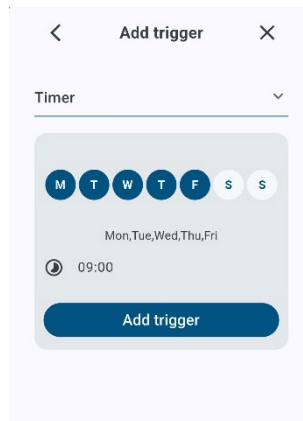 Add trigger
Timer
M T W T F S S
Mon,Tue,Wed,Thu,Fri
09:00
Add trigger